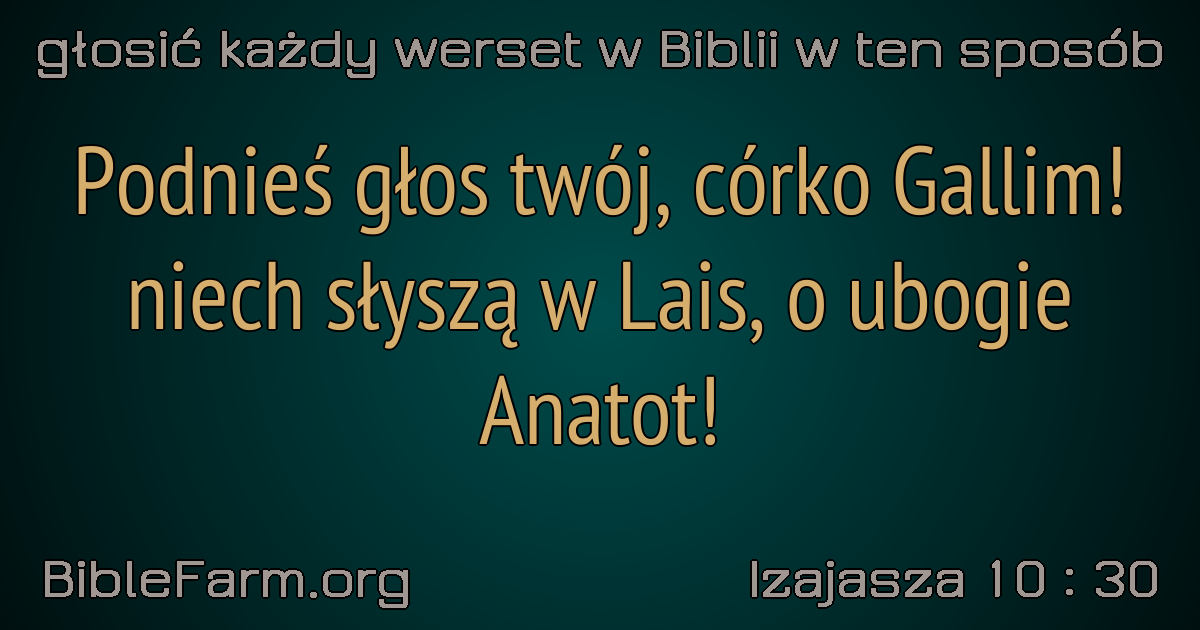 głosić każdy werset w Biblii w ten sposób
Podnieś głos twój, córko Gallim!
niech słyszą w Lais, o ubogie
Anatot!
BibleFarm.org
Izajasza 10 : 30